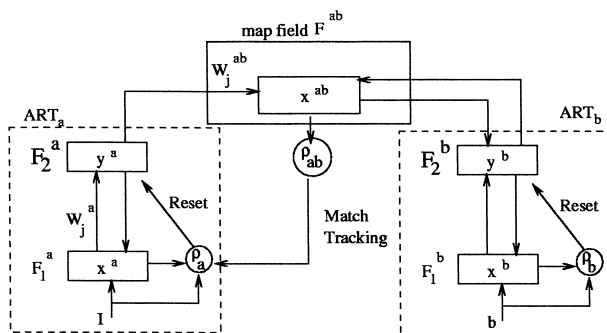 map field F^ab
W_j^ab
x^ab
ART_a
ART_b
F_2^a
y^a
ρ_ab
F_2^b
y^b
Reset
Match
Tracking
Reset
W_j^a
F_1^a
x^a
ρ_a
F_1^b
x^b
ρ_b
I
b